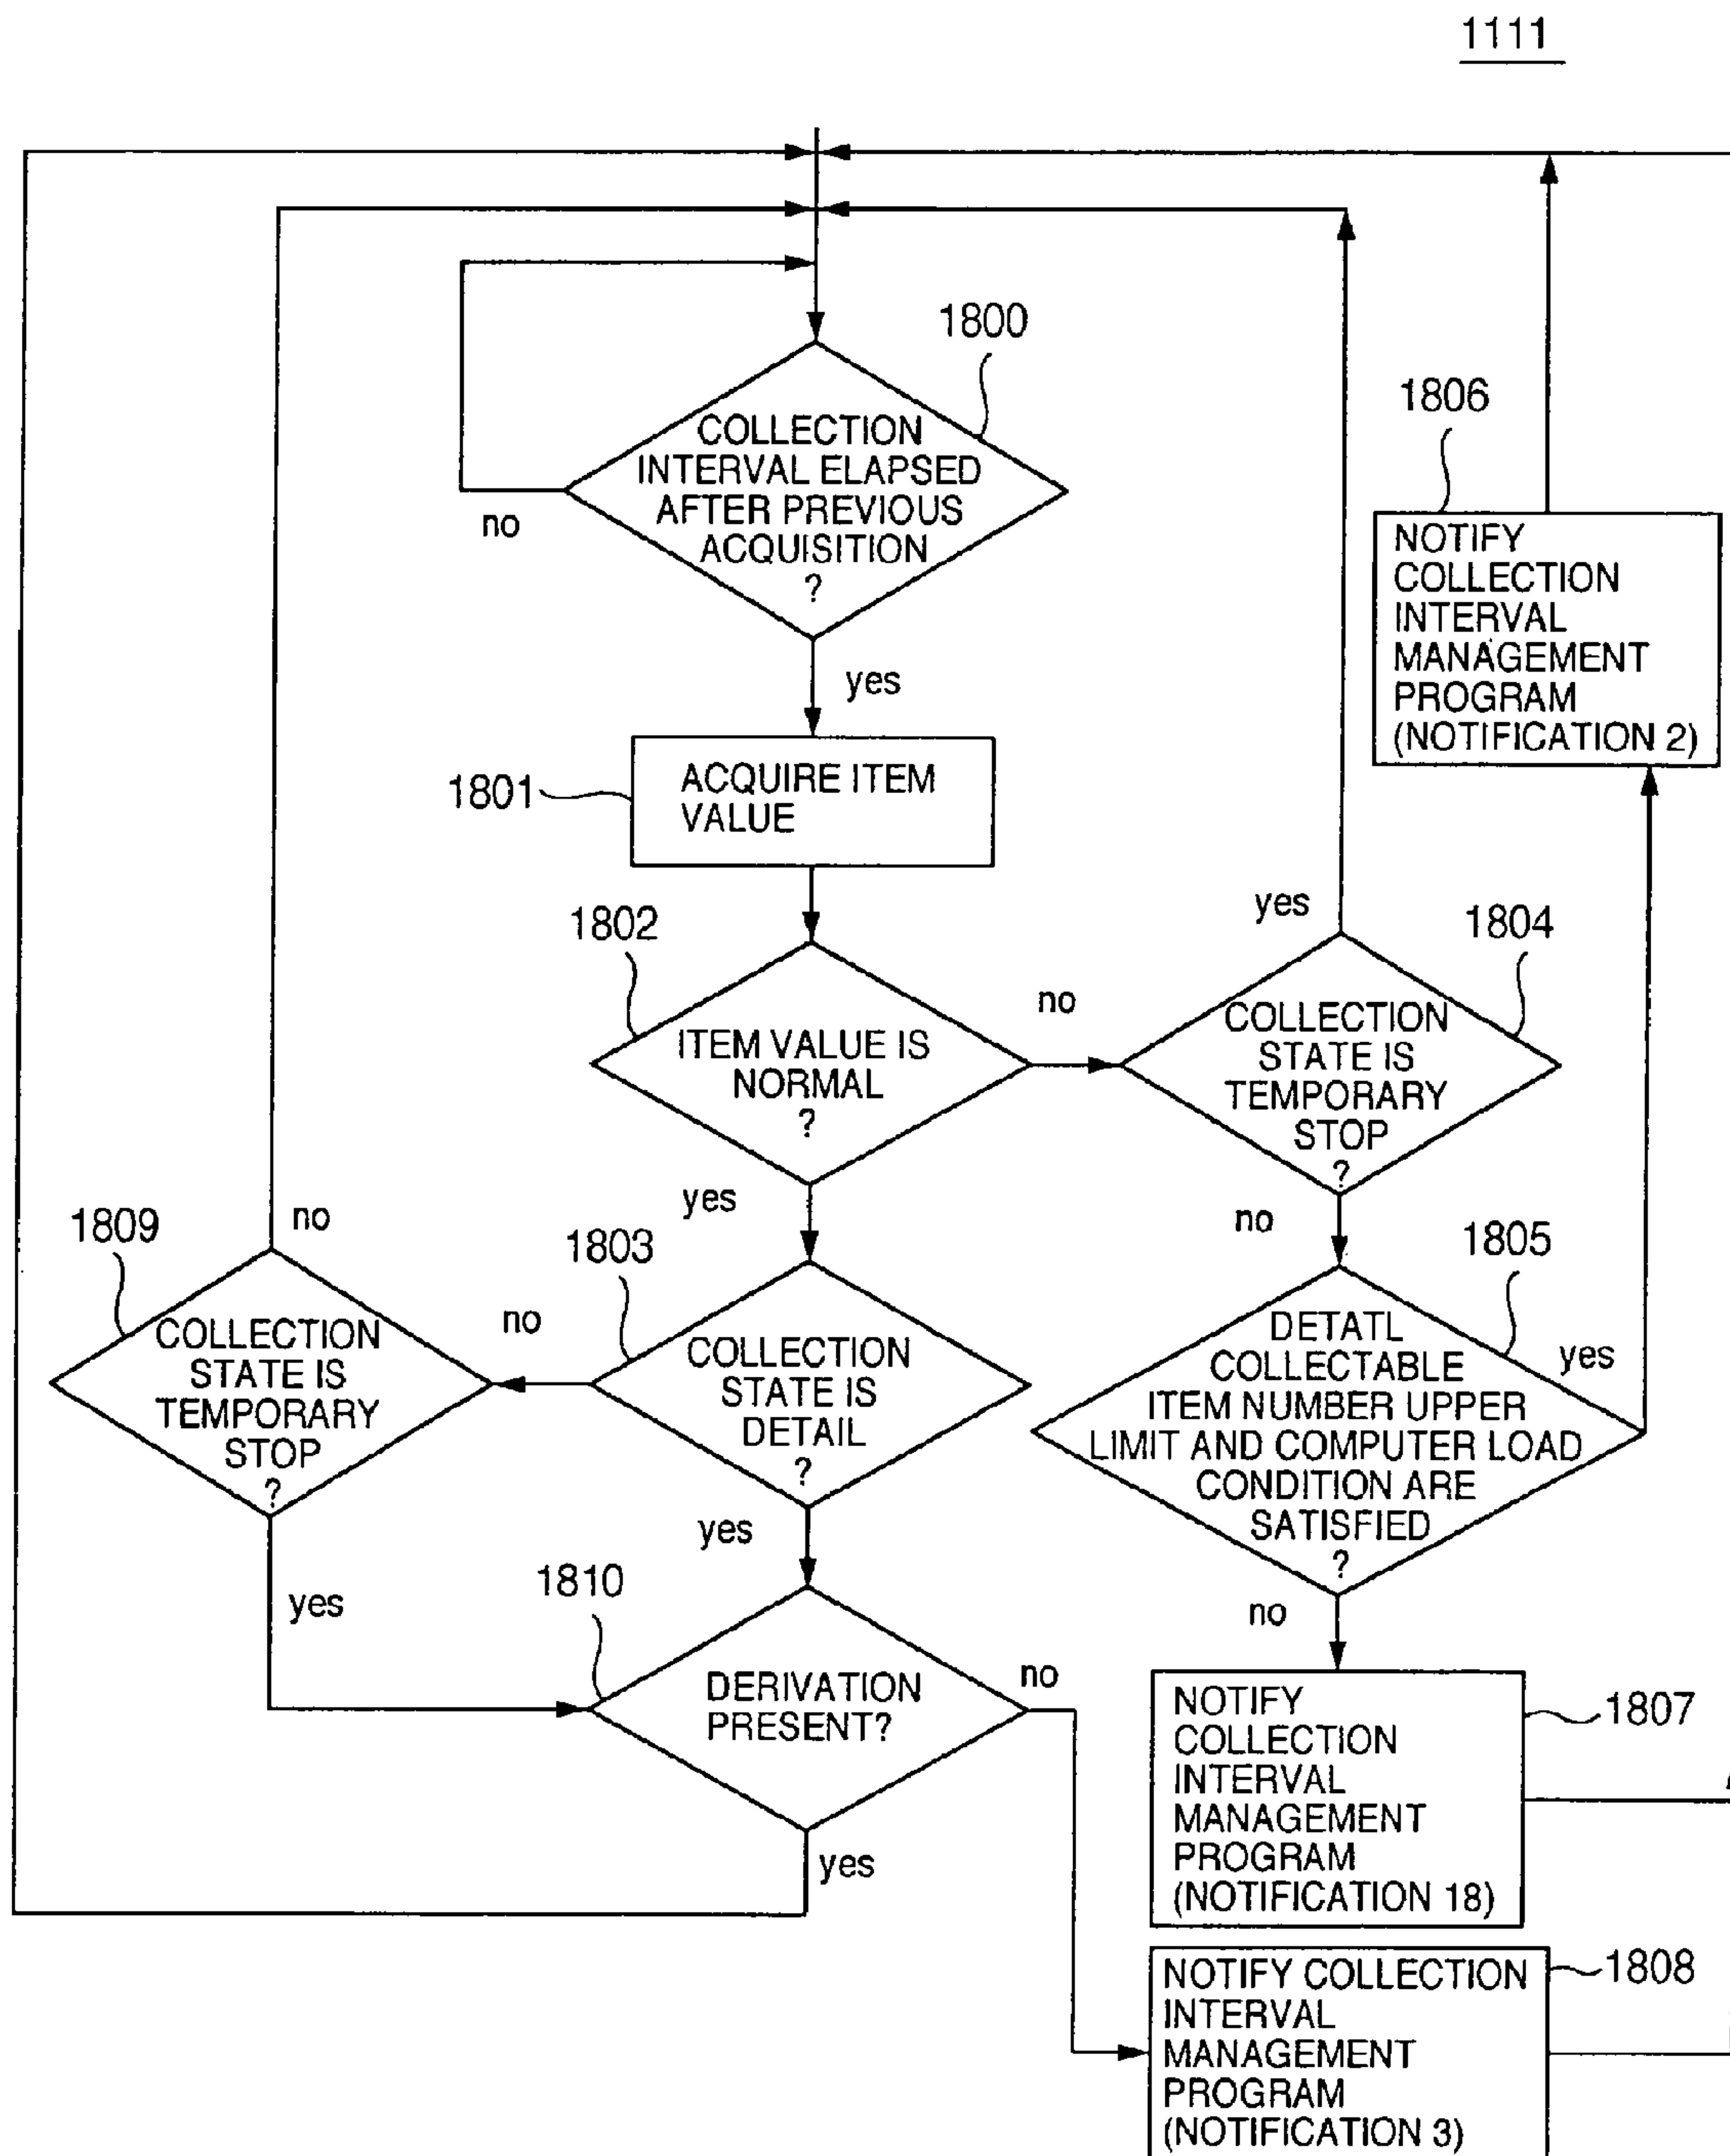 1111
1800
COLLECTION
INTERVAL ELAPSED
AFTER PREVIOUS
ACQUISITION
?
no
yes
1806
NOTIFY
COLLECTION
INTERVAL
MANAGEMENT
PROGRAM
(NOTIFICATION 2)
1801
ACQUIRE ITEM
VALUE
1802
ITEM VALUE IS
NORMAL
?
no
yes
yes
1804
COLLECTION
STATE IS
TEMPORARY
STOP
?
no
1809
no
COLLECTION
STATE IS
TEMPORARY
STOP
?
yes
1803
no
COLLECTION
STATE IS
DETAIL
?
yes
1805
DETATL
COLLECTABLE
ITEM NUMBER UPPER
LIMIT AND COMPUTER LOAD
CONDITION ARE
SATISFIED
?
yes
no
1810
DERIVATION
PRESENT?
no
yes
NOTIFY
COLLECTION
INTERVAL
MANAGEMENT
PROGRAM
(NOTIFICATION 18)
1807
NOTIFY COLLECTION
INTERVAL
MANAGEMENT
PROGRAM
(NOTIFICATION 3)
1808